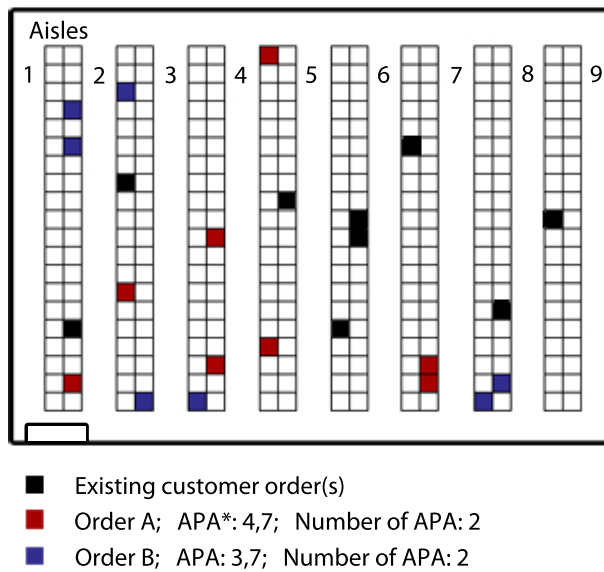 Aisles
1 2 3 4 5 6 7 8 9
Existing customer order(s)
Order A; APA*: 4,7; Number of APA: 2
Order B; APA: 3,7; Number of APA: 2